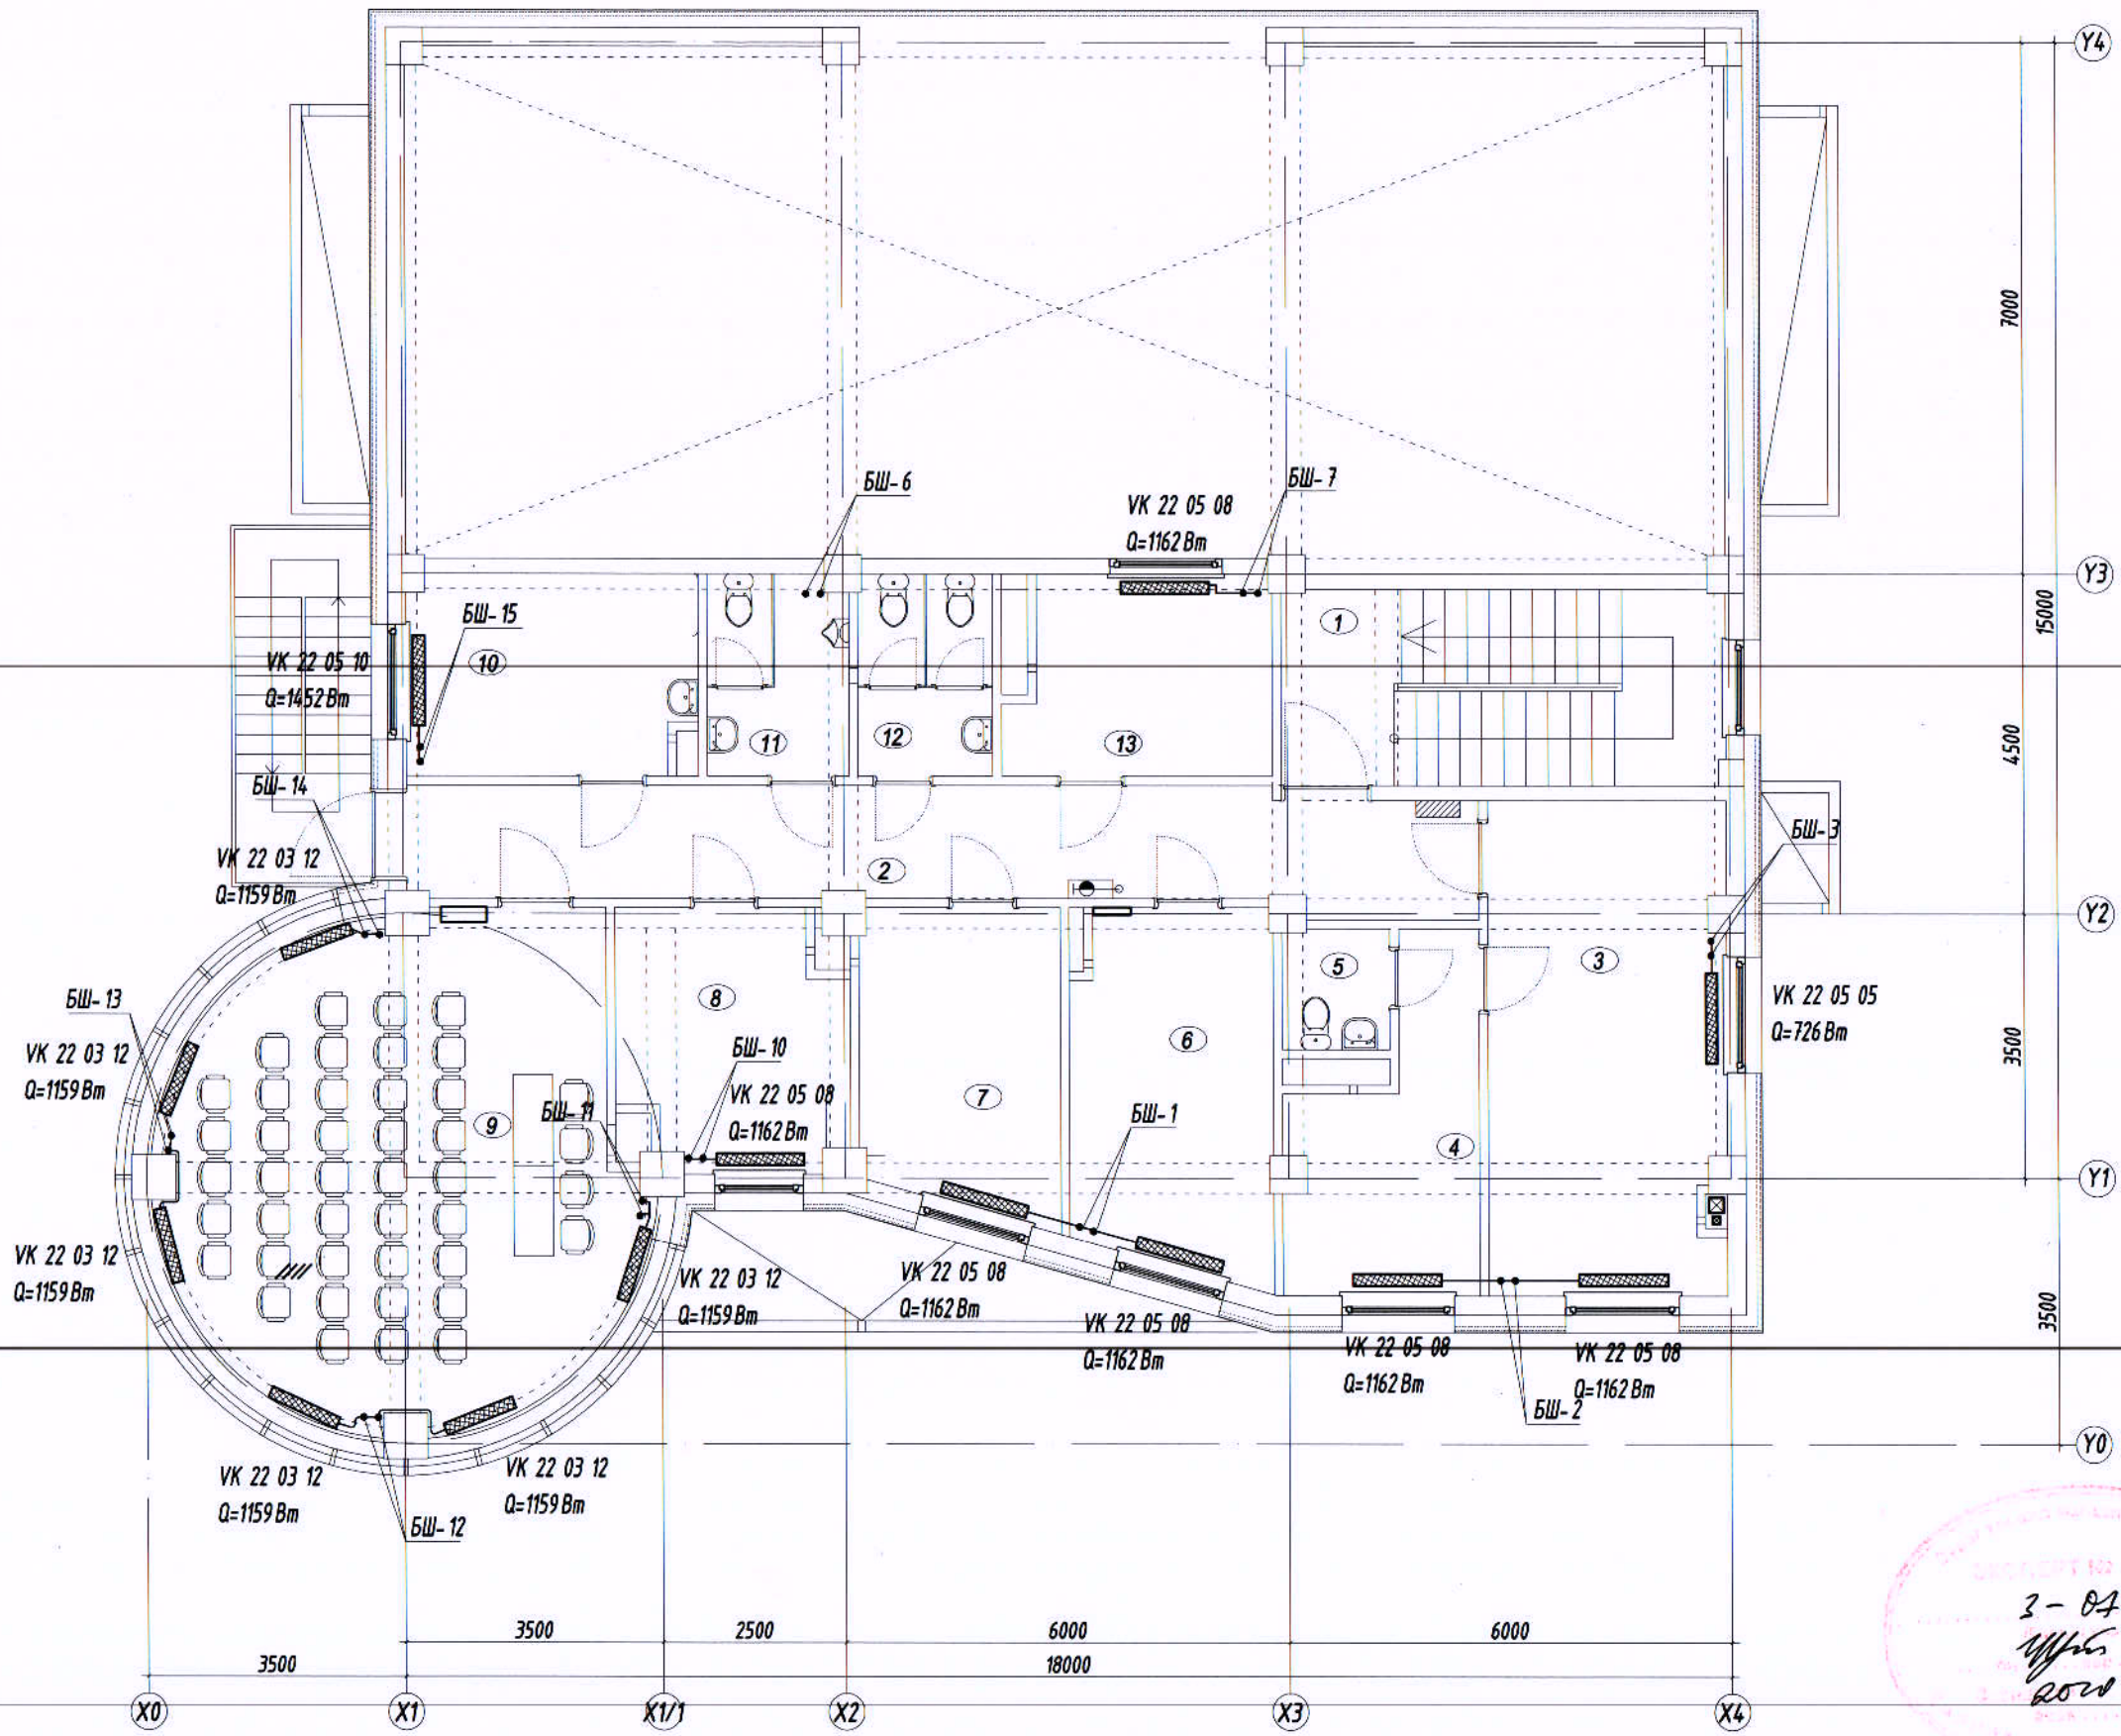 Y4
7000
БШ-6
БШ-7
VK 22 05 08
Q=1162 Вт
Y3
15000
1
БШ-15
VK 22 05 10
Q=1452 Вт
10
11
12
13
4500
БШ-14
БШ-3
VK 22 03 12
Q=1159 Вт
2
Y2
5
3
8
VK 22 05 05
Q=726 Вт
БШ-13
VK 22 03 12
Q=1159 Вт
6
3500
БШ-10
VK 22 05 08
Q=1162 Вт
7
БШ-1
БШ-11
9
4
Y1
VK 22 03 12
Q=1159 Вт
VK 22 03 12
Q=1159 Вт
VK 22 05 08
Q=1162 Вт
VK 22 05 08
Q=1162 Вт
VK 22 05 08
Q=1162 Вт
VK 22 05 08
Q=1162 Вт
3500
БШ-2
Y0
VK 22 03 12
Q=1159 Вт
VK 22 03 12
Q=1159 Вт
БШ-12
3500
2500
6000
6000
3500
18000
X0
X1
X1/1
X2
X3
X4